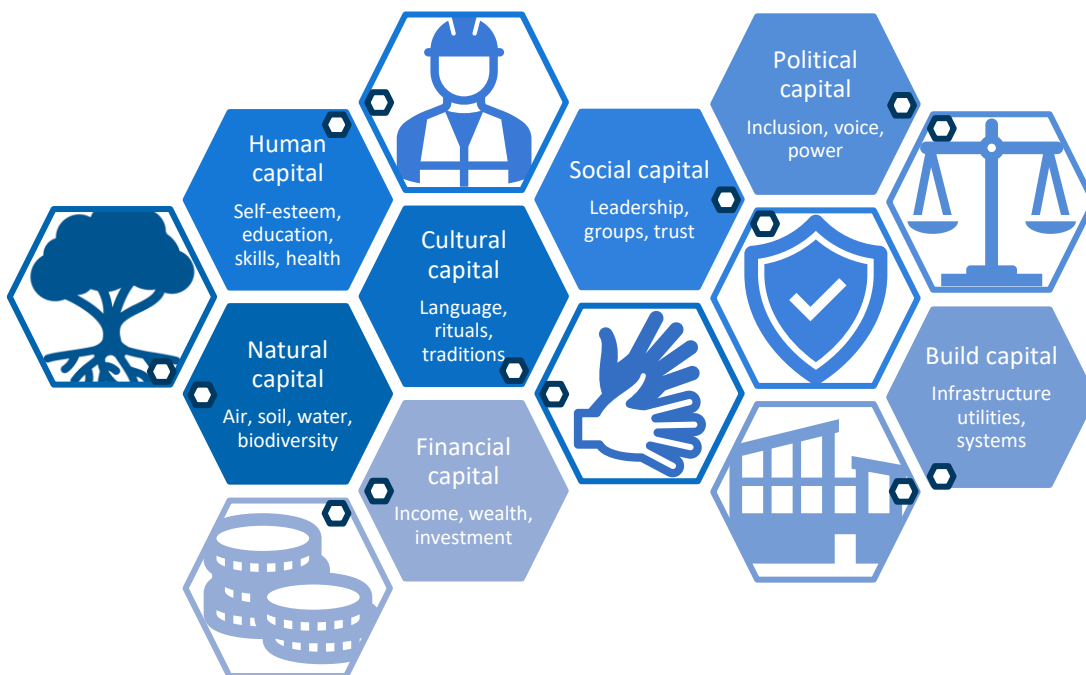 Political
capital
Inclusion, voice,
power
Human
capital
Self-esteem,
education,
skills, health
Social capital
Leadership,
groups, trust
Cultural
capital
Language,
rituals,
traditions
Natural
capital
Air, soil, water,
biodiversity
Build capital
Infrastructure
utilities,
systems
Financial
capital
Income, wealth,
investment